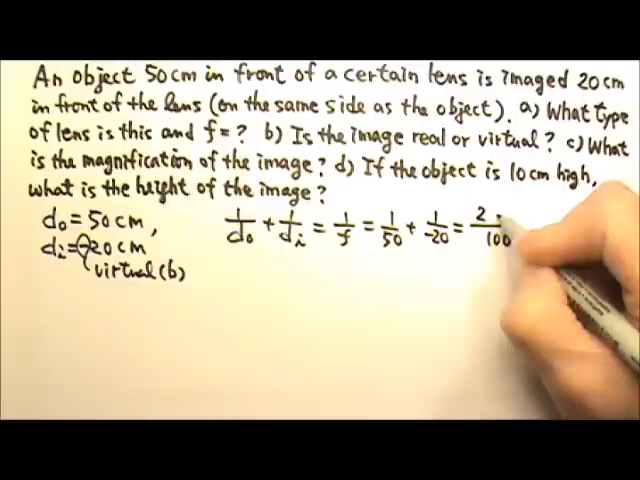 An object 50cm in front of a certain lens is imaged 20cm
in front of the lens (on the same side as the object). a) What type
of lens is this and f=? b) Is the image real or virtual? c) What
is the magnification of the image? d) If the object is 10cm high,
what is the height of the image?
do = 50cm, 1/do + 1/di = 1/f = 1/50 + 1/-20 = 2 /100
di = -20cm
virtual (b)